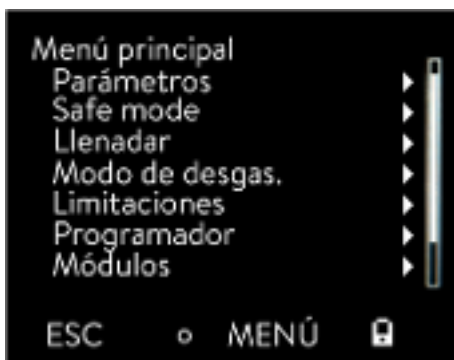 Menú principal
Parámetros
Safe mode
Llenadar
Modo de desgas.
Limitaciones
Programador
Módulos
ESC MENÚ